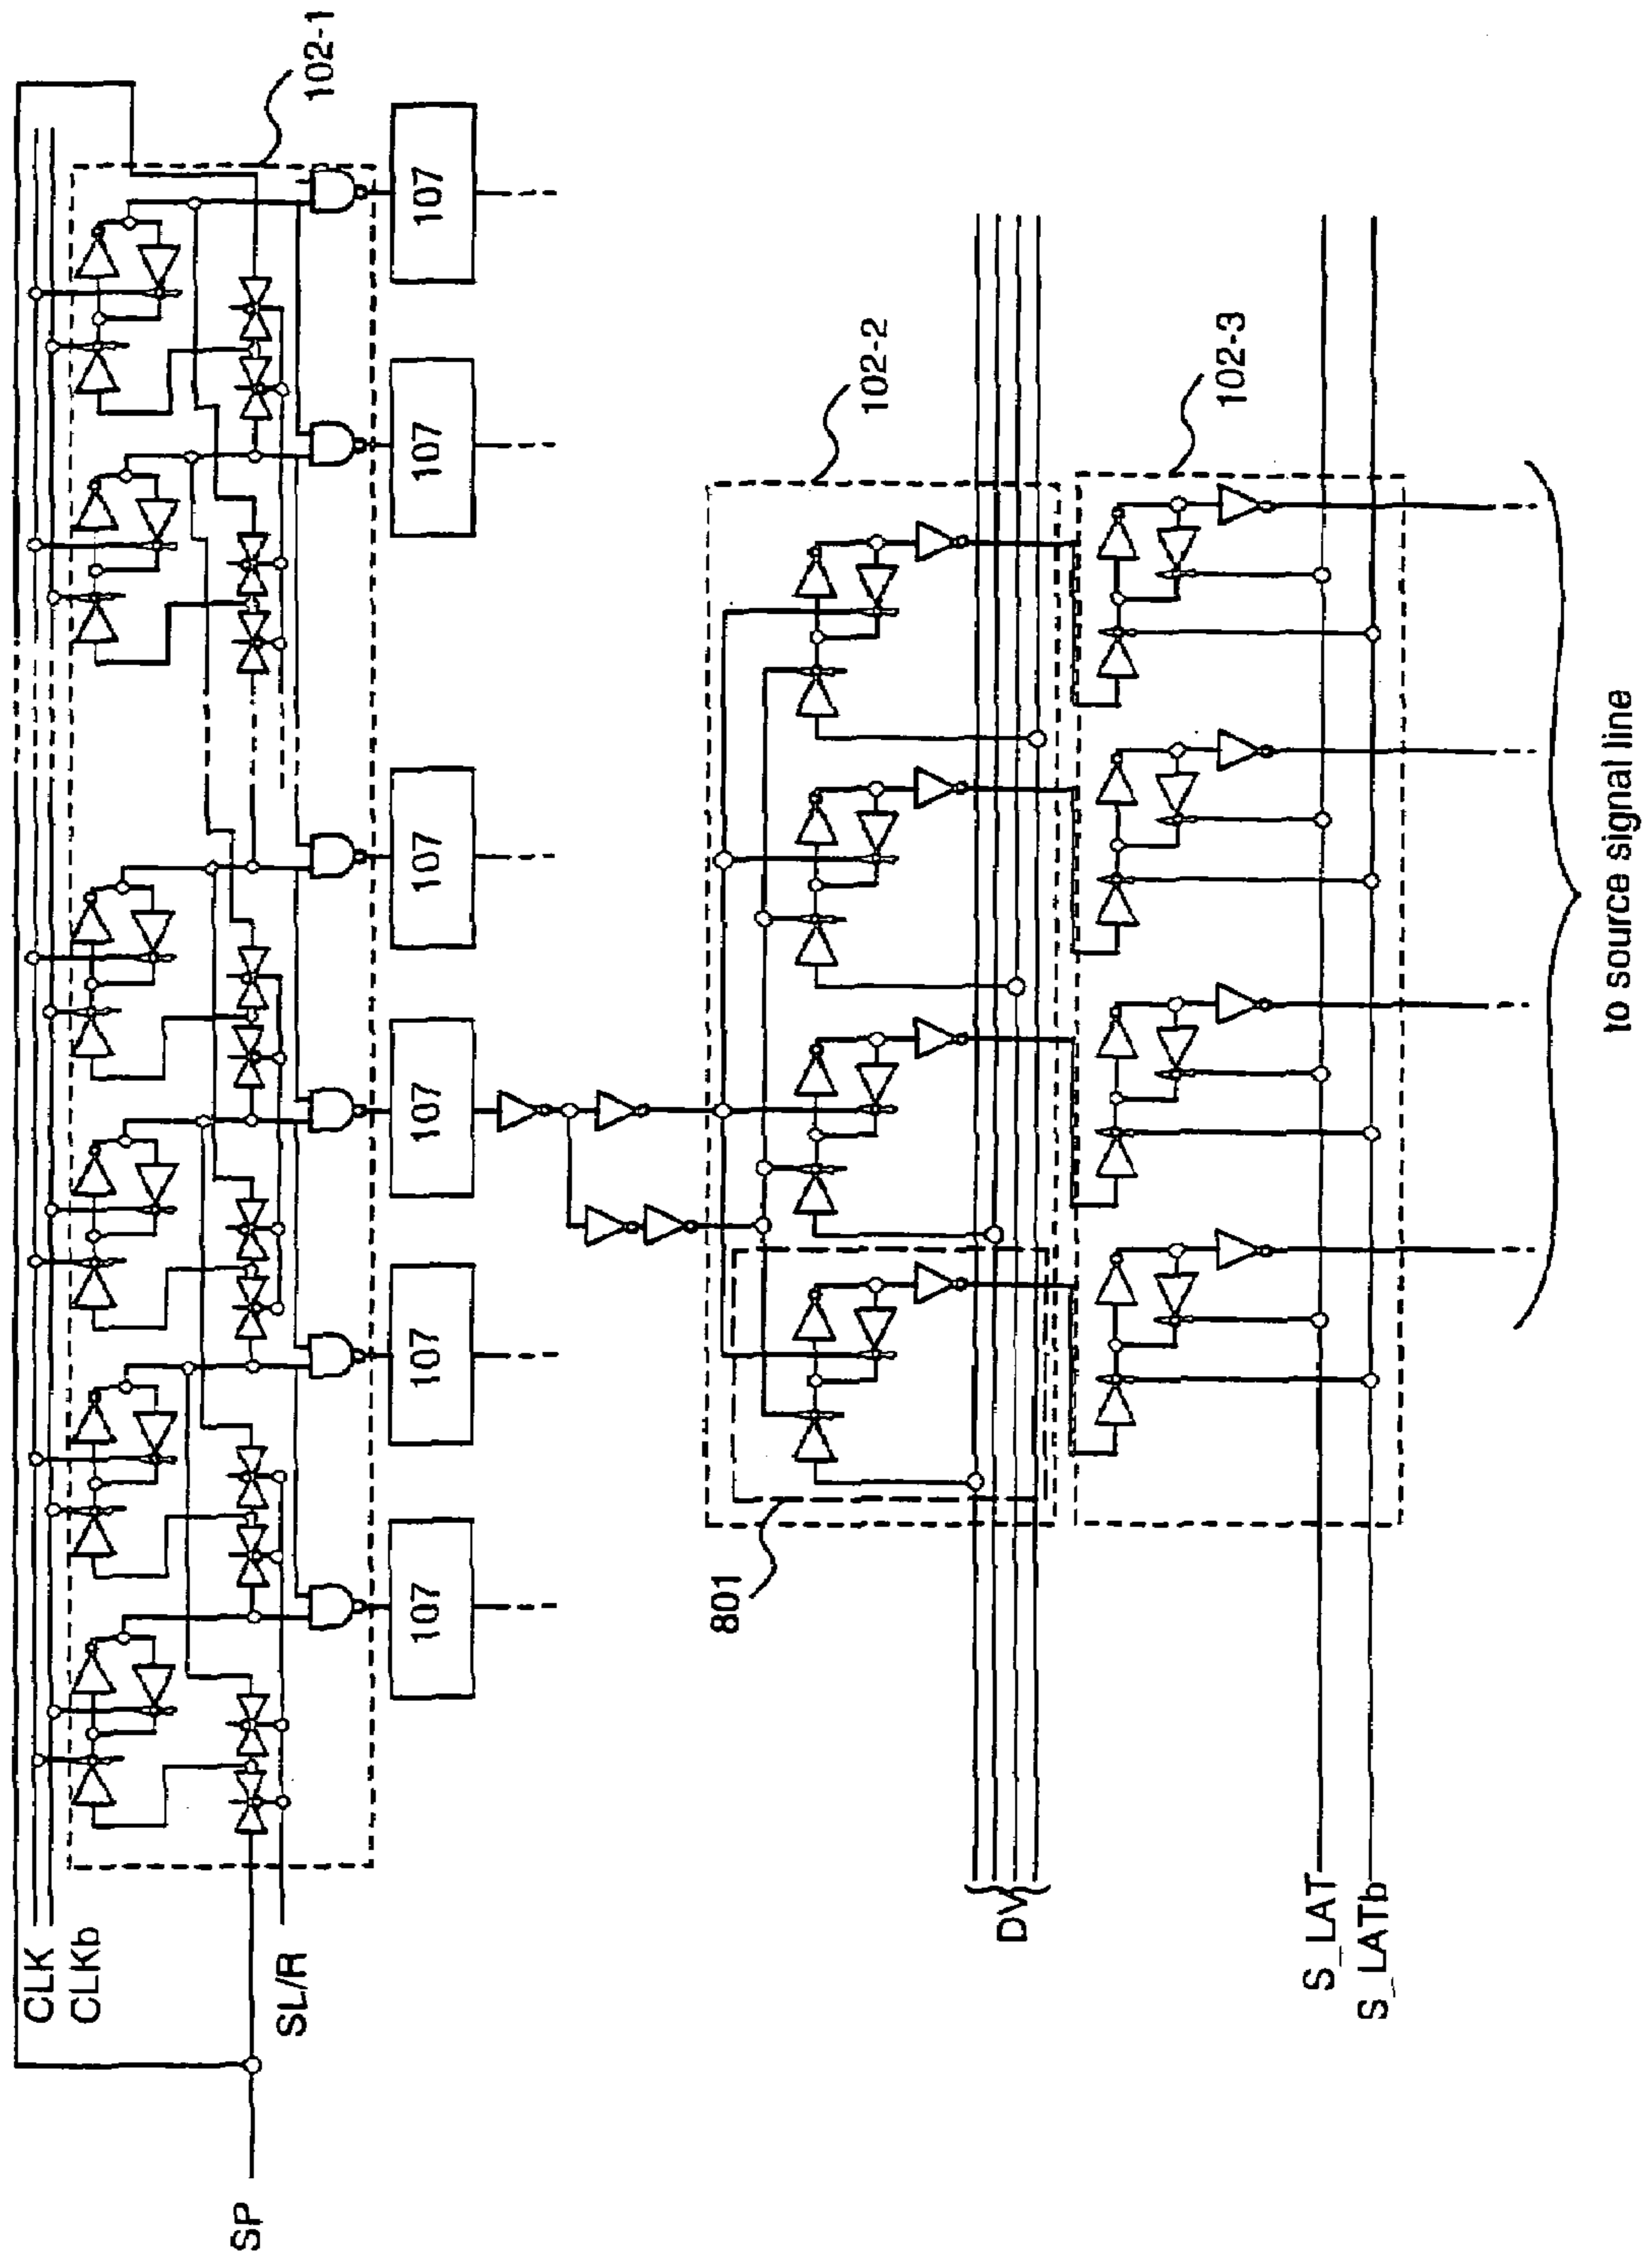 CLK
CLKb
SL/R
SP
102-1
107
107
107
107
107
107
102-2
801
DV
102-3
S_LAT
S_LATb
to source signal line